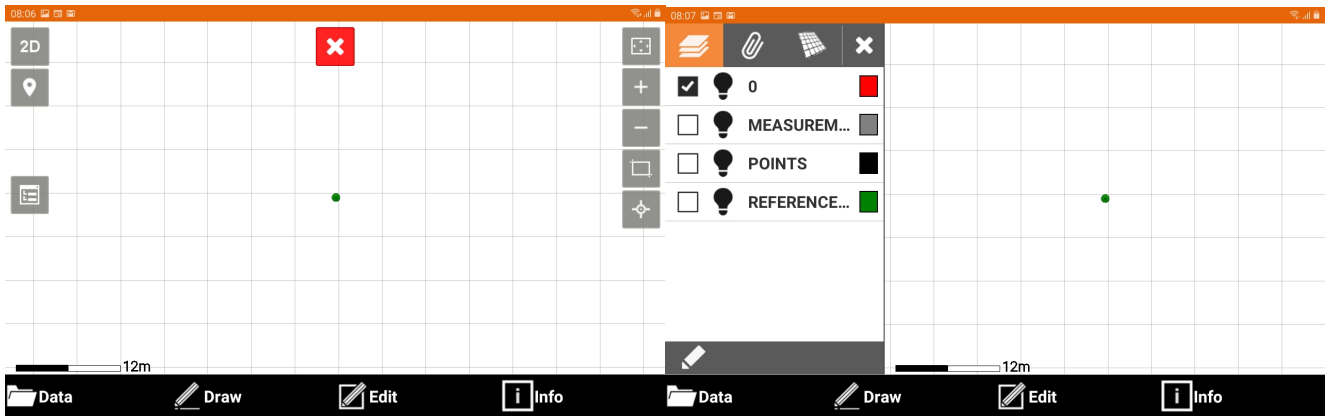 08:06
2D
12m
Data Draw Edit Info
08:07
0
MEASUREM...
POINTS
REFERENCE...
12m
Data Draw Edit Info